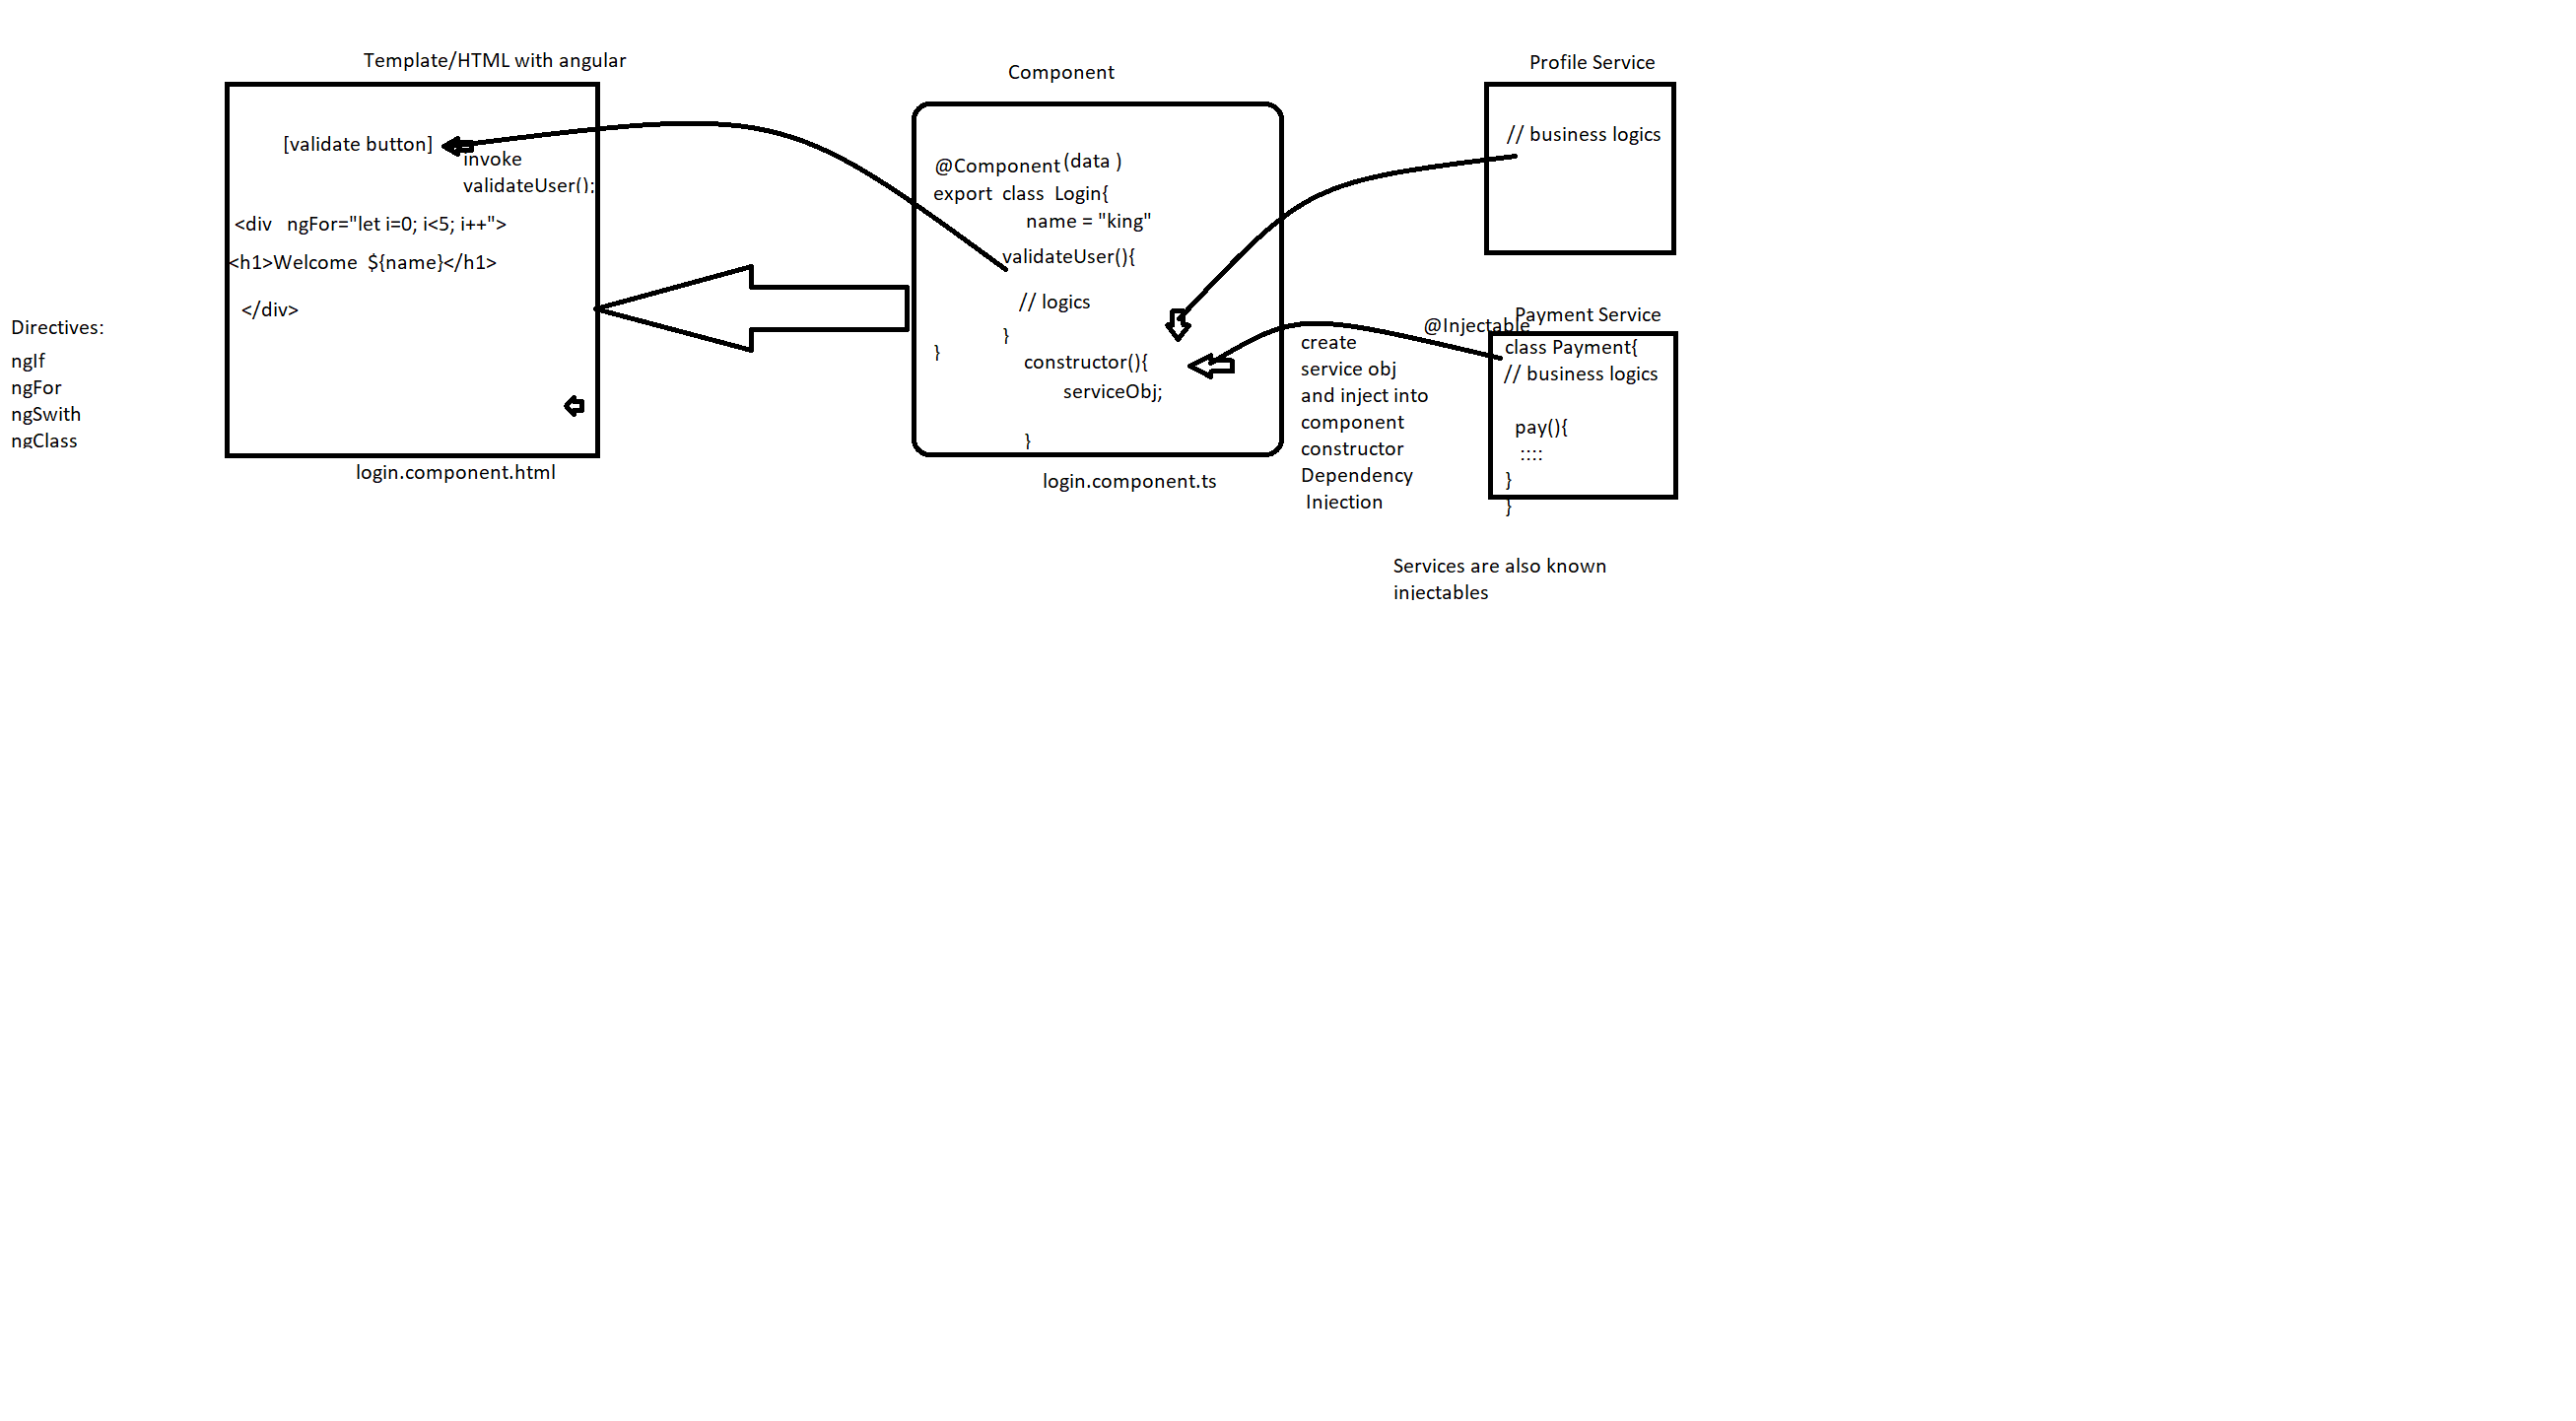 Template/HTML with angular
[validate button]
invoke
validateUser();
<div   ngFor="let i=0; i<5; i++">
<h1>Welcome  ${name}</h1>
</div>
login.component.html
Directives:
ngIf
ngFor
ngSwith
ngClass
Component
@Component (data )
export  class  Login{
name = "king"
validateUser(){
// logics
}
}
constructor(){
serviceObj;
}
login.component.ts
Profile Service
// business logics
create
service obj
and inject into
component
constructor
Dependency
Injection
Payment Service
@Injectable
class Payment{
// business logics
pay(){
::::
}
}
Services are also known
injectables